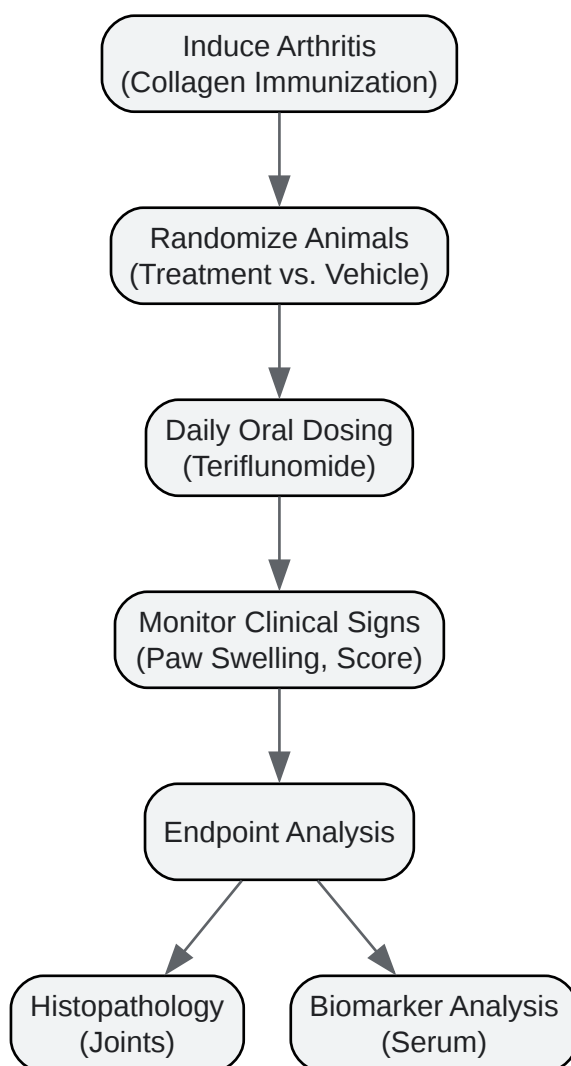 Induce Arthritis
(Collagen Immunization)
Randomize Animals
(Treatment vs. Vehicle)
Daily Oral Dosing
(Teriflunomide)
Monitor Clinical Signs
(Paw Swelling, Score)
Endpoint Analysis
Histopathology
(Joints)
Biomarker Analysis
(Serum)